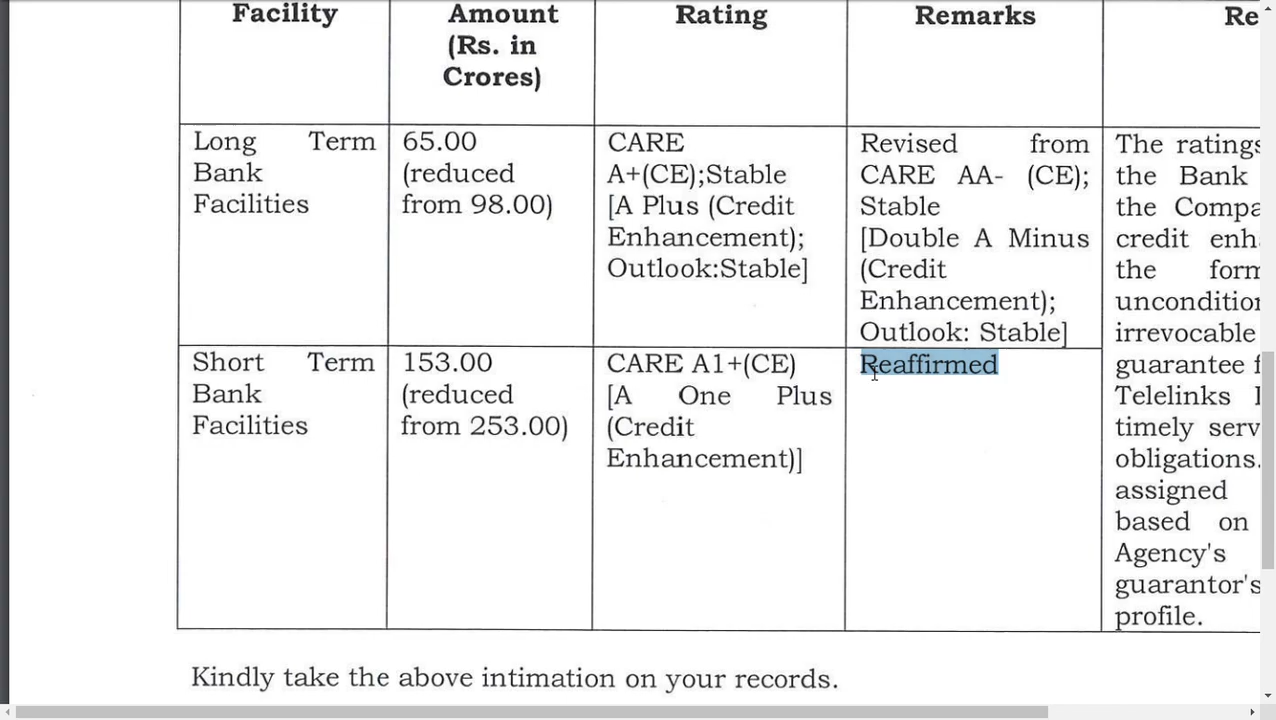 Facility
Amount
(Rs. in
Crores)
Rating
Remarks
Long Term
Bank
Facilities
65.00
(reduced
from 98.00)
CARE
A+(CE);Stable
[A Plus (Credit
Enhancement);
Outlook:Stable]
Revised from
CARE AA- (CE);
Stable
[Double A Minus
(Credit
Enhancement);
Outlook: Stable]
Short Term
Bank
Facilities
153.00
(reduced
from 253.00)
CARE A1+(CE)
[A One Plus
(Credit
Enhancement)]
Reaffirmed
The ratings
the Bank
the
credit
the
irrevocable
guarantee
Telelinks
timely
obligations.
assigned
based on
Agency's
guarantor's
profile.
Kindly take the above intimation on your records.